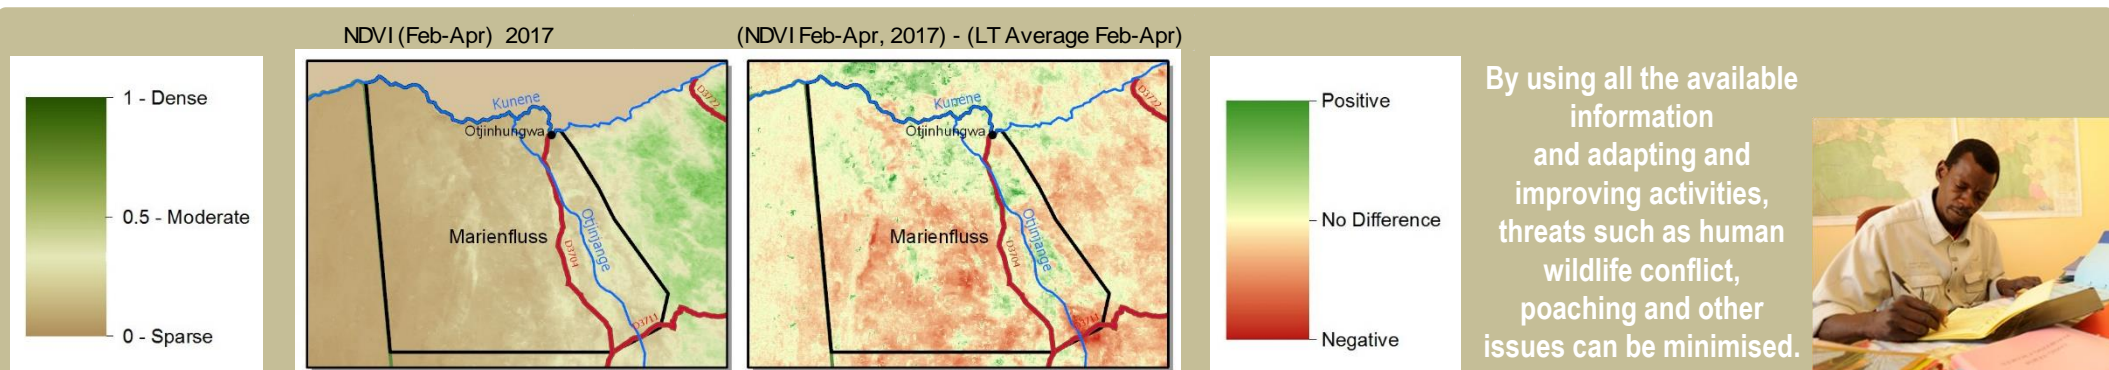 NDVI (Feb-Apr) 2017
(NDVI Feb-Apr, 2017) - (LT Average Feb-Apr)
1 - Dense
0.5 - Moderate
0 - Sparse
Kunene
Otjinhungwa
Marienfluss
Otjinjange
D3704
D3711
D3722
Kunene
Otjinhungwa
Marienfluss
Otjinjange
D3704
D3711
D3722
Positive
No Difference
Negative
By using all the available
information
and adapting and
improving activities,
threats such as human
wildlife conflict,
poaching and other
issues can be minimised.